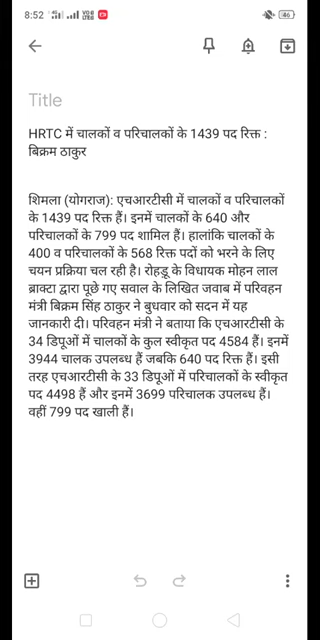 8:52
46
Title
HRTC में चालकों व परिचालकों के 1439 पद रिक्त :
बिक्रम ठाकुर
शिमला (योगराज): एचआरटीसी में चालकों व परिचालकों
के 1439 पद रिक्त हैं। इनमें चालकों के 640 और
परिचालकों के 799 पद शामिल हैं। हालांकि चालकों के
400 व परिचालकों के 568 रिक्त पदों को भरने के लिए
चयन प्रक्रिया चल रही है। रोहड़ू के विधायक मोहन लाल
ब्राक्टा द्वारा पूछे गए सवाल के लिखित जवाब में परिवहन
मंत्री बिक्रम सिंह ठाकुर ने बुधवार को सदन में यह
जानकारी दी। परिवहन मंत्री ने बताया कि एचआरटीसी के
34 डिपूओं में चालकों के कुल स्वीकृत पद 4584 हैं। इनमें
3944 चालक उपलब्ध हैं जबकि 640 पद रिक्त हैं। इसी
तरह एचआरटीसी के 33 डिपूओं में परिचालकों के स्वीकृत
पद 4498 हैं और इनमें 3699 परिचालक उपलब्ध हैं।
वहीं 799 पद खाली हैं।